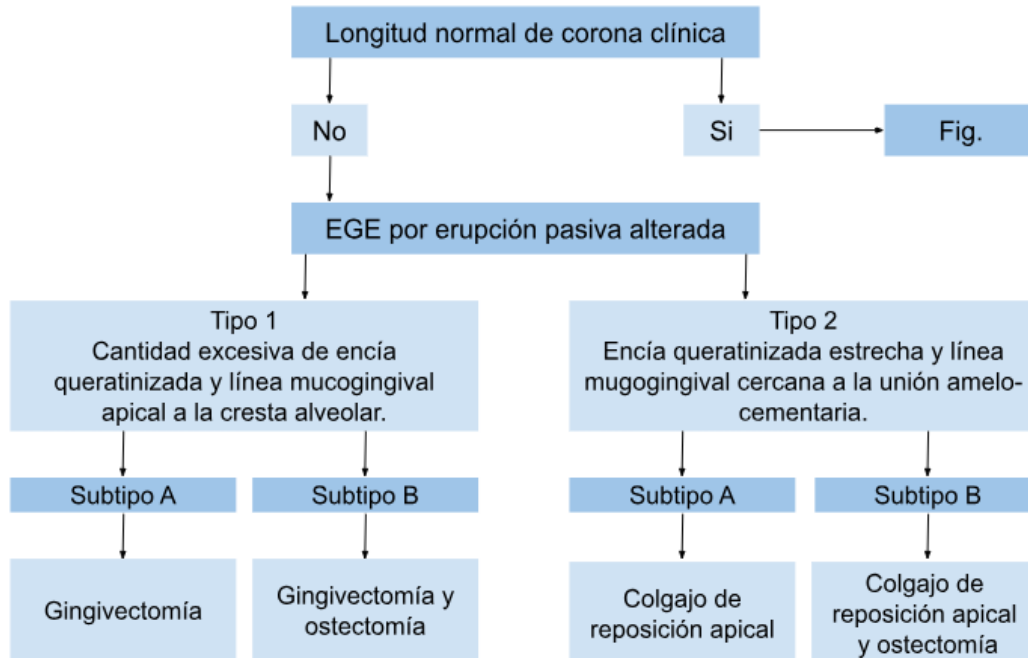 Longitud normal de corona clínica
No
Si
Fig.
EGE por erupción pasiva alterada
Tipo 1
Cantidad excesiva de encía
queratinizada y línea mucogingival
apical a la cresta alveolar.
Tipo 2
Encía queratinizada estrecha y línea
mugogingival cercana a la unión amelo-
cementaria.
Subtipo A
Subtipo B
Subtipo A
Subtipo B
Gingivectomía
Gingivectomía y
ostectomía
Colgajo de
reposición apical
Colgajo de
reposición apical
y ostectomía